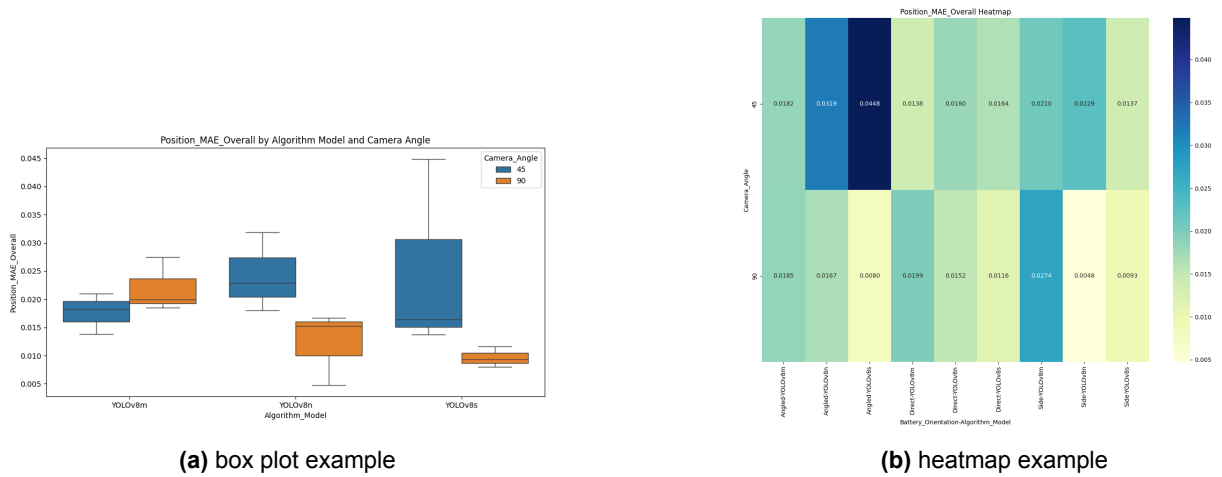 Position_MAE_Overall by Algorithm Model and Camera Angle
Position_MAE_Overall
0.045
0.040
0.035
0.030
0.025
0.020
0.015
0.010
0.005
Camera_Angle
45
90
YOLOv8m
YOLOv8n
YOLOv8s
Algorithm_Model
(a) box plot example
Position_MAE_Overall Heatmap
Camera_Angle
45
0.0182 0.0319 0.0448 0.0138 0.0180 0.0164 0.0210 0.0229 0.0137
90
0.0185 0.0167 0.0080 0.0199 0.0152 0.0116 0.0274 0.0048 0.0093
Angled-YOLOv8m
Angled-YOLOv8n
Angled-YOLOv8s
Direct-YOLOv8m
Direct-YOLOv8n
Direct-YOLOv8s
Side-YOLOv8m
Side-YOLOv8n
Side-YOLOv8s
Battery_Orientation-Algorithm_Model
0.040
0.035
0.030
0.025
0.020
0.015
0.010
0.005
(b) heatmap example